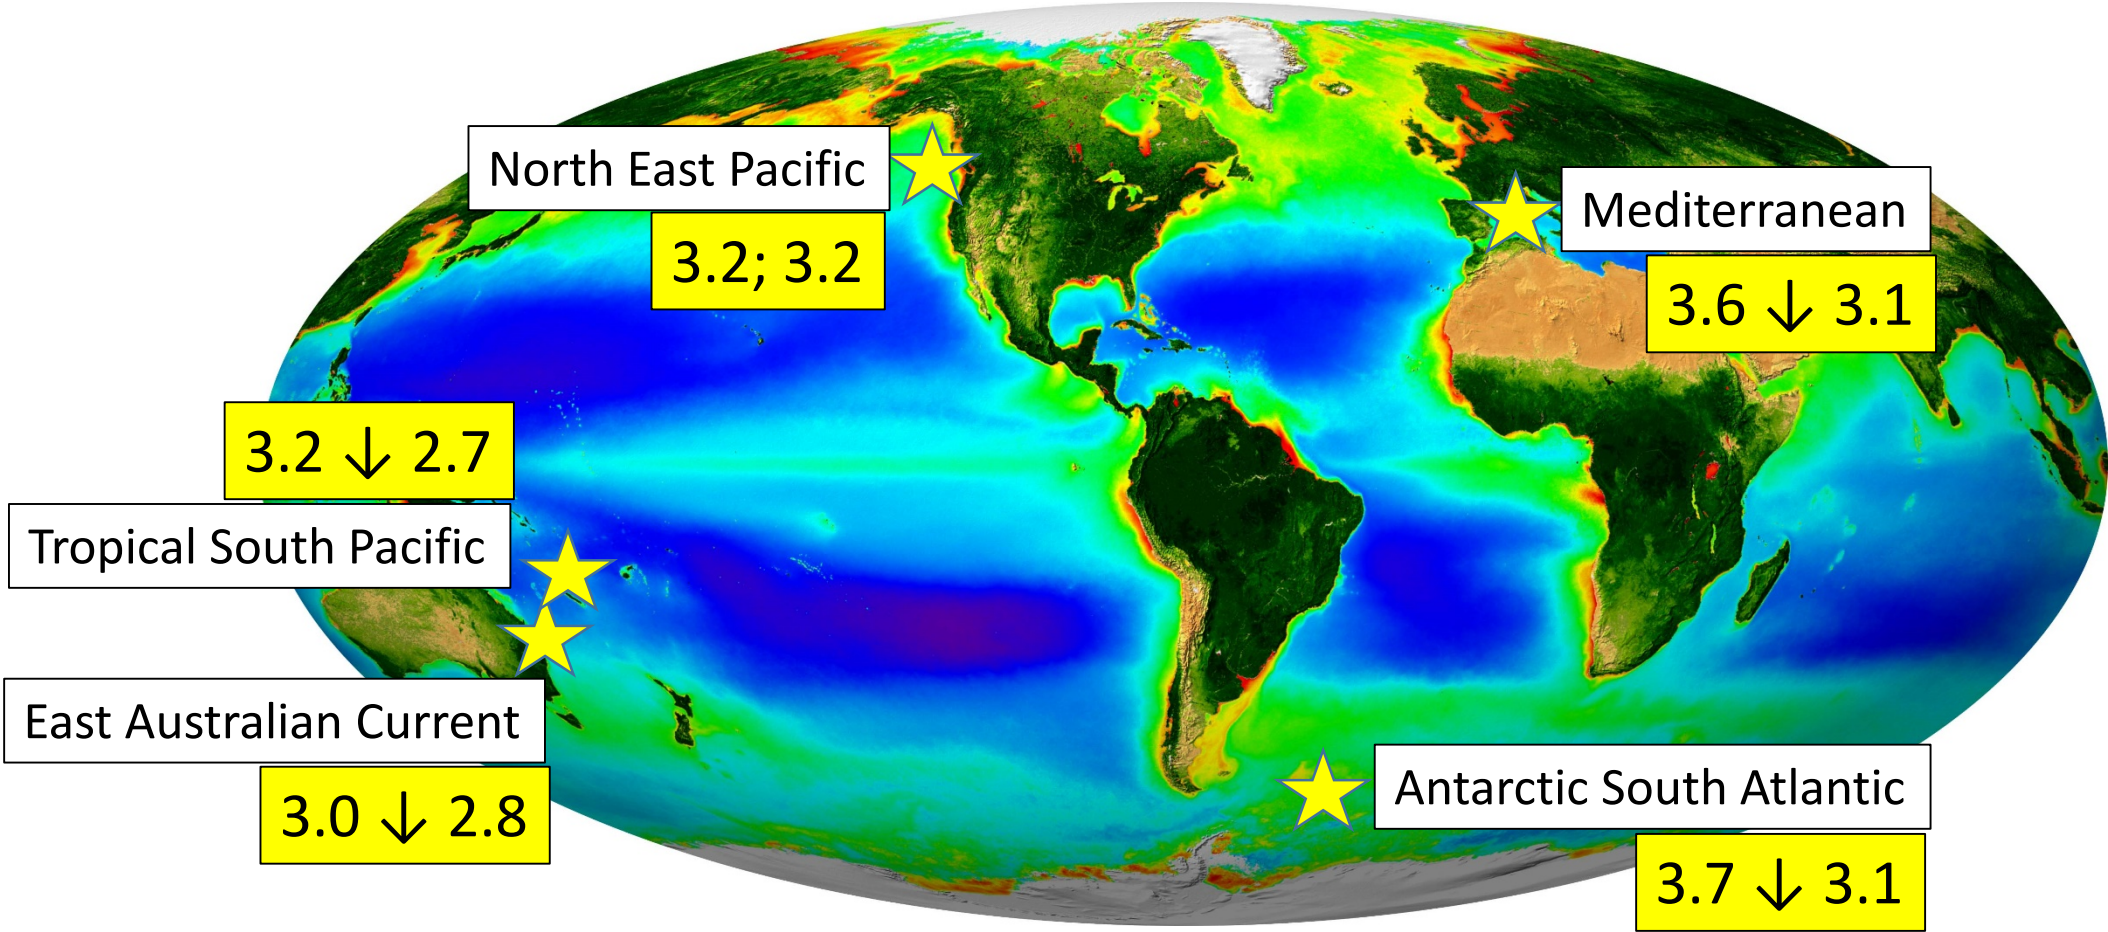 North East Pacific
3.2; 3.2
Mediterranean
3.6 ↓ 3.1
3.2 ↓ 2.7
Tropical South Pacific
East Australian Current
3.0 ↓ 2.8
Antarctic South Atlantic
3.7 ↓ 3.1